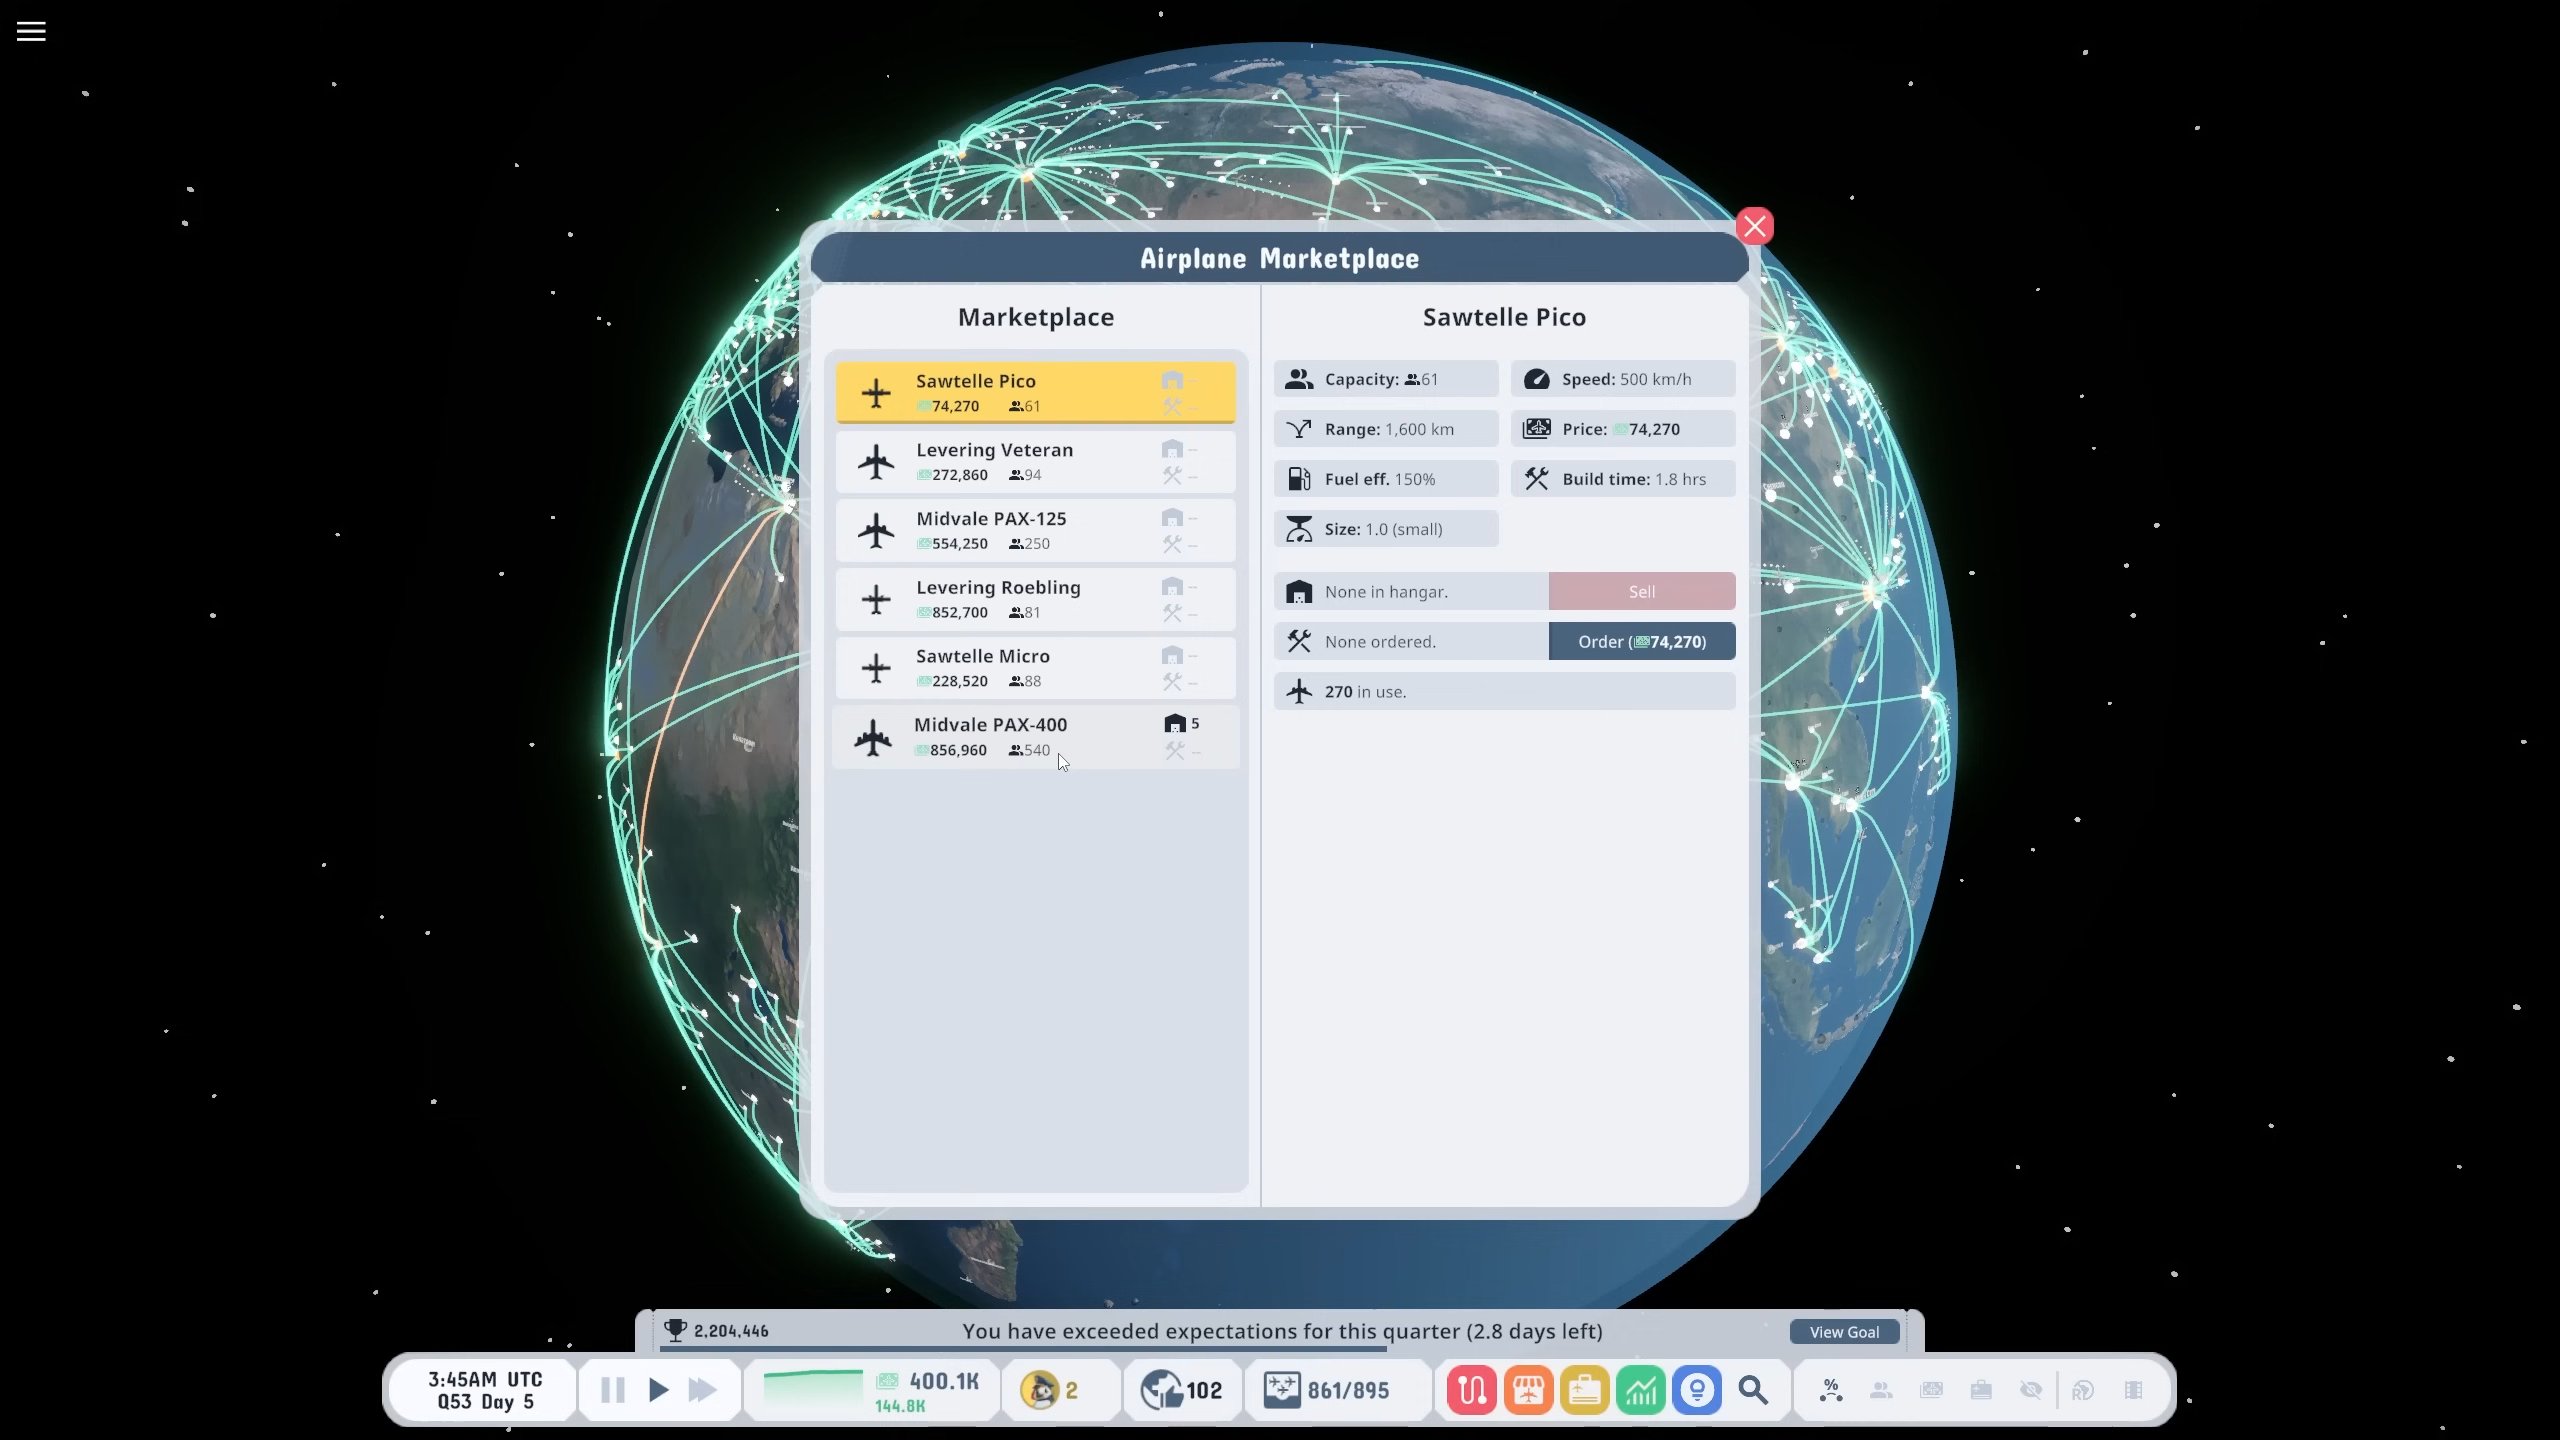 Airplane Marketplace
Marketplace
Sawtelle Pico
74,270 61
Levering Veteran
272,860 94
Midvale PAX-125
554,250 250
Levering Roebling
852,700 81
Sawtelle Micro
228,520 88
Midvale PAX-400 5
856,960 540
Sawtelle Pico
Capacity: 61 Speed: 500 km/h
Range: 1,600 km Price: 74,270
Fuel eff. 150% Build time: 1.8 hrs
Size: 1.0 (small)
None in hangar. Sell
None ordered. Order (74,270)
270 in use.
2,204,446 You have exceeded expectations for this quarter (2.8 days left) View Goal
3:45AM UTC
Q53 Day 5
400.1K
144.8K
2
102
861/895
%